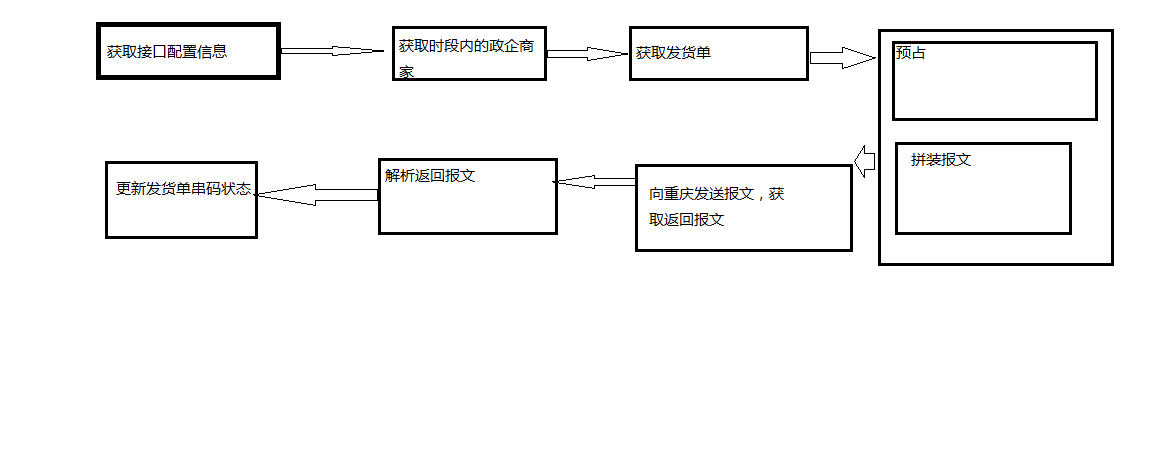 获取接口配置信息
获取时段内的政企商
家
获取发货单
预占
拼装报文
向重庆发送报文，获
取返回报文
解析返回报文
更新发货单串码状态